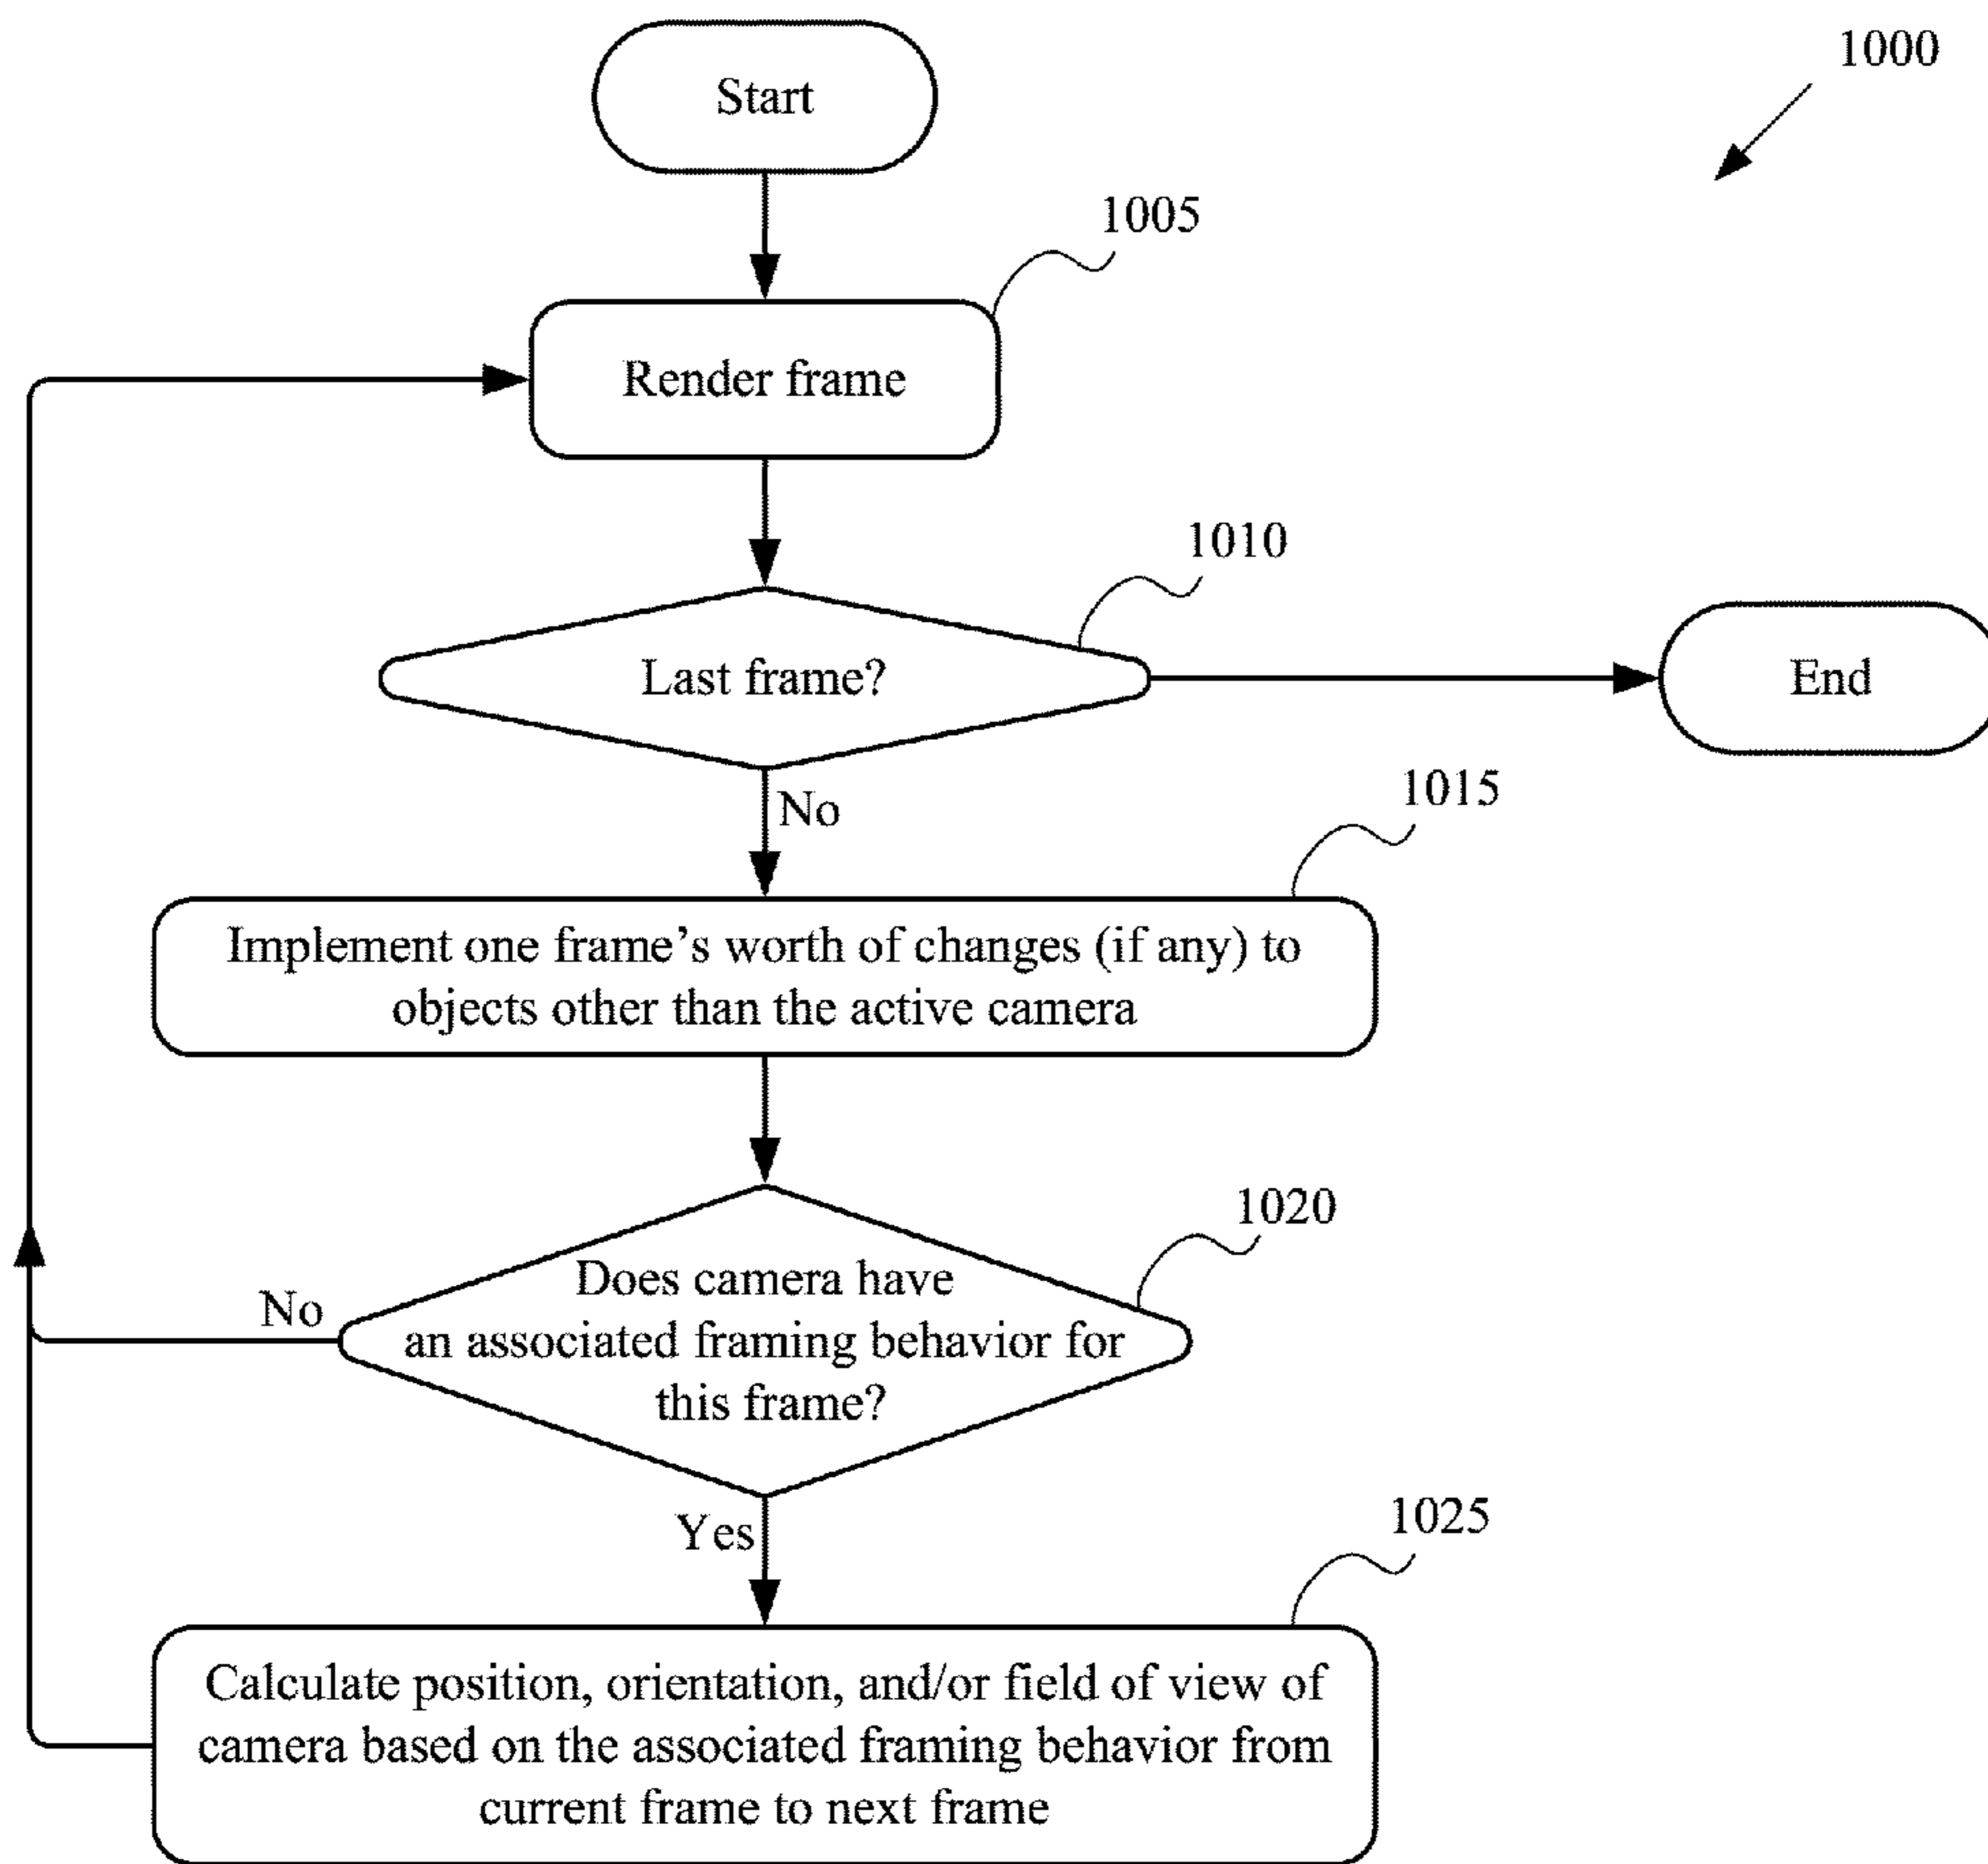 1000
Start
1005
Render frame
1010
Last frame?
End
No
1015
Implement one frame’s worth of changes (if any) to
objects other than the active camera
1020
Does camera have
an associated framing behavior for
this frame?
No
Yes
1025
Calculate position, orientation, and/or field of view of
camera based on the associated framing behavior from
current frame to next frame